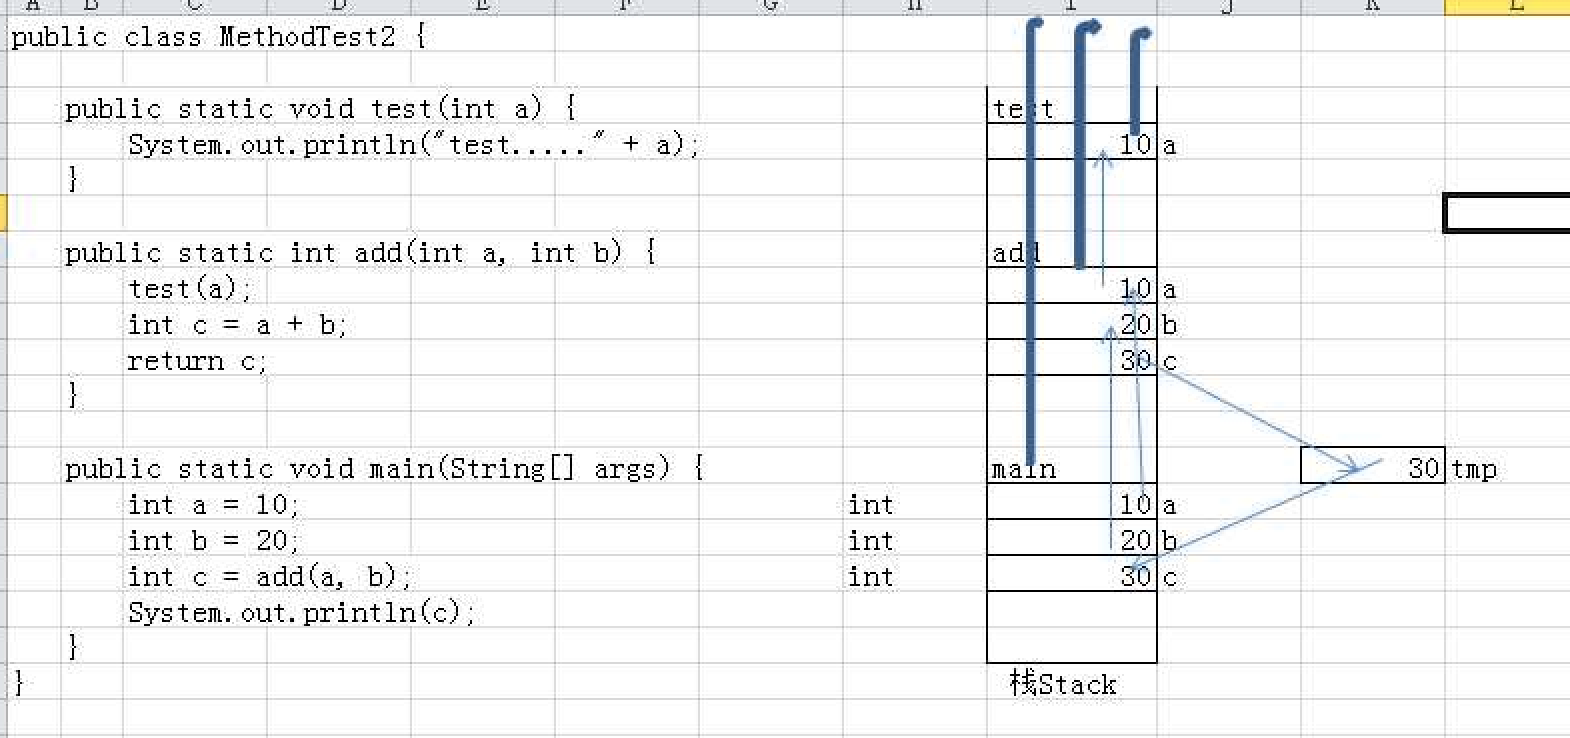 A B C D E F G H I J K L
public class MethodTest2 {
public static void test(int a) { test
System.out.println("test....." + a); 10 a
}
public static int add(int a, int b) { add
test(a); 10 a
int c = a + b; 20 b
return c; 30 c
}
public static void main(String[] args) { main 30 tmp
int a = 10; int 10 a
int b = 20; int 20 b
int c = add(a, b); int 30 c
System.out.println(c);
}
}
栈Stack